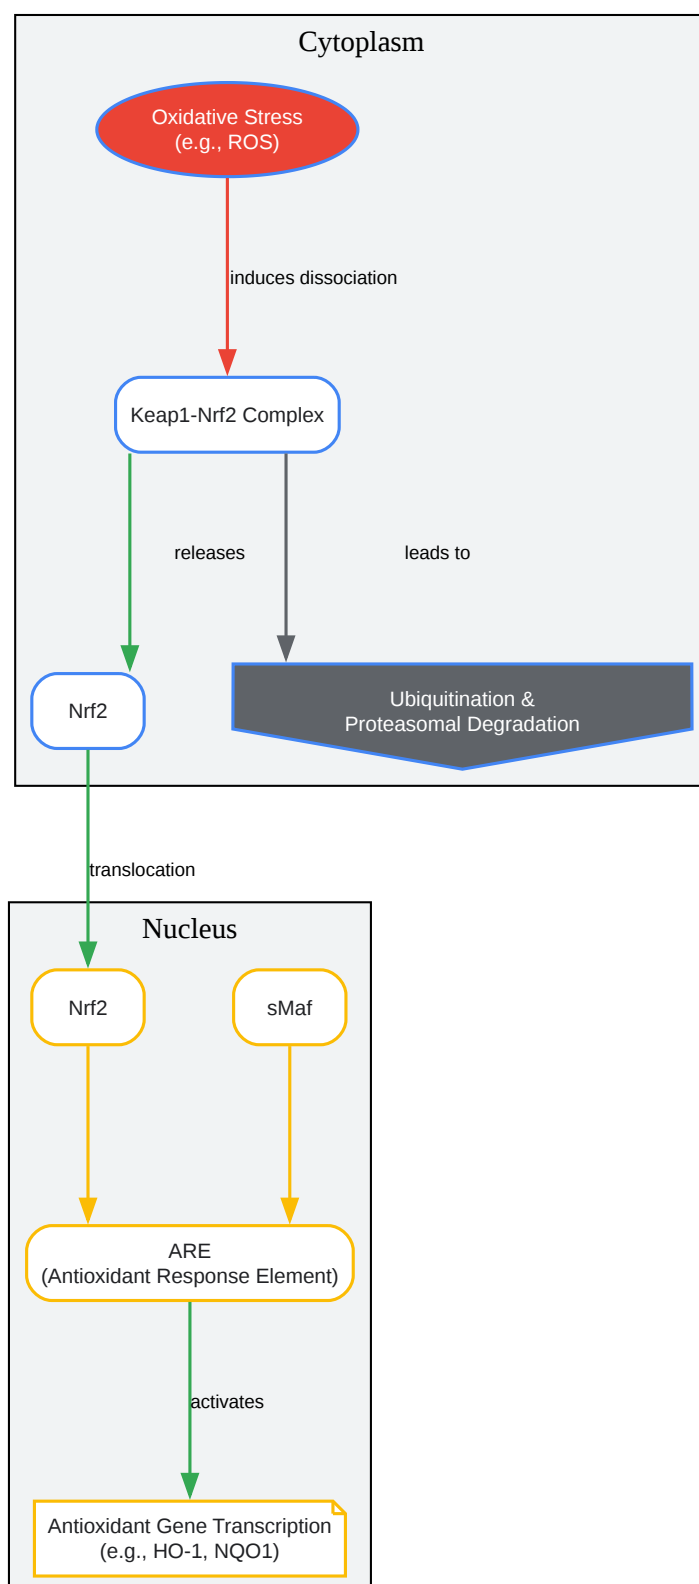 Cytoplasm
Oxidative Stress
(e.g., ROS)
induces dissociation
Keap1-Nrf2 Complex
releases
leads to
Nrf2
Ubiquitination &
Proteasomal Degradation
translocation
Nucleus
Nrf2
sMaf
ARE
(Antioxidant Response Element)
activates
Antioxidant Gene Transcription
(e.g., HO-1, NQO1)